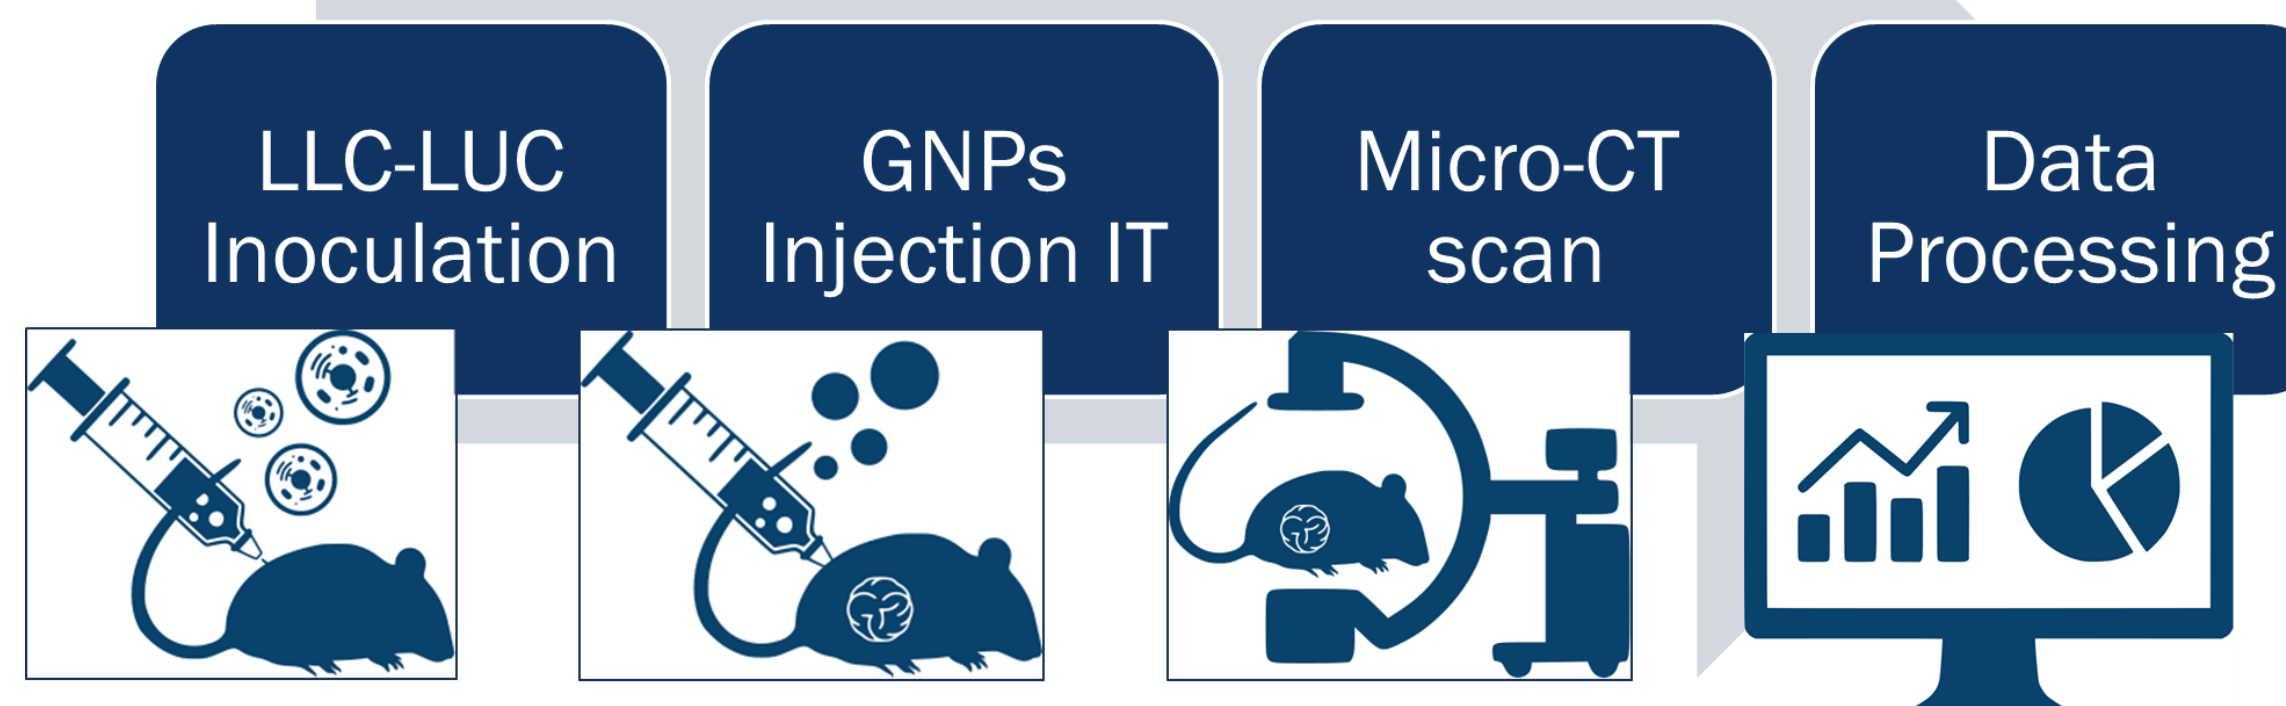 LLC-LUC
Inoculation
GNPs
Injection IT
Micro-CT
scan
Data
Processing